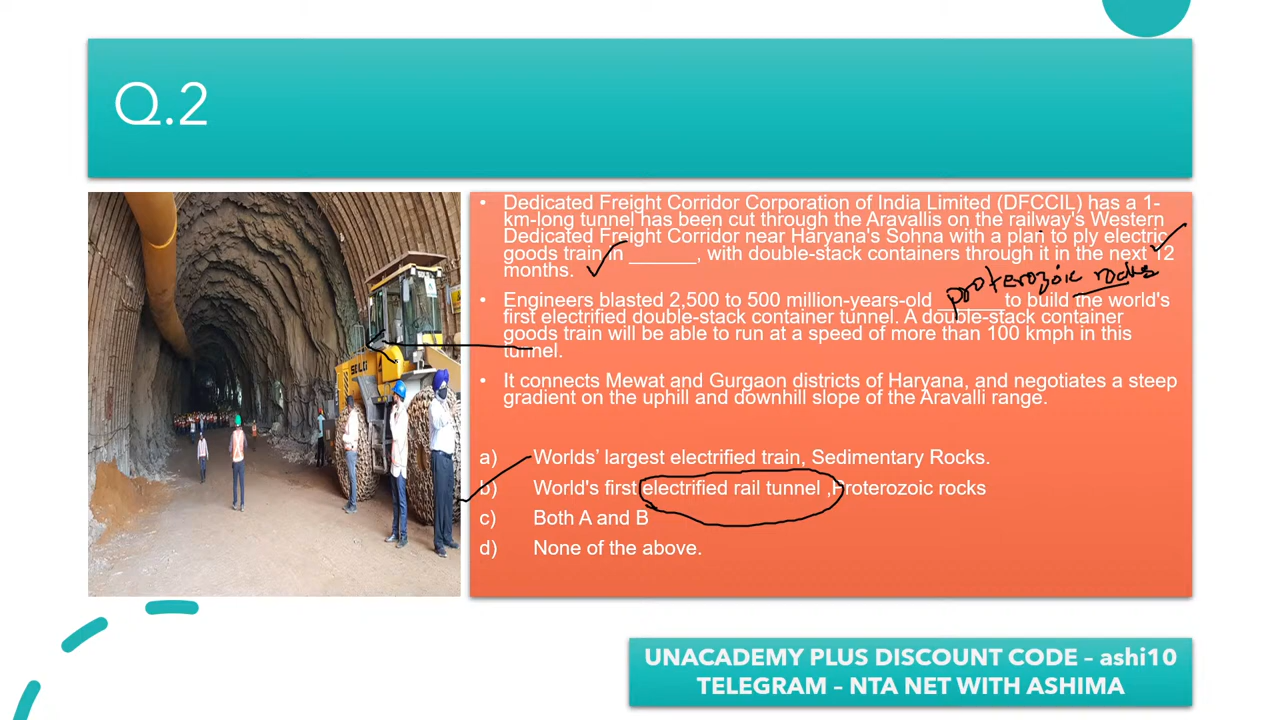 Q.2
• Dedicated Freight Corridor Corporation of India Limited (DFCCIL) has a 1-
km-long tunnel has been cut through the Aravallis on the railway's Western
Dedicated Freight Corridor near Haryana's Sohna with a plan to ply electric
goods train in ______, with double-stack containers through it in the next 12
months.
proterozoic rocks
• Engineers blasted 2,500 to 500 million-years-old ______ to build the world's
first electrified double-stack container tunnel. A double-stack container
goods train will be able to run at a speed of more than 100 kmph in this
tunnel.
• It connects Mewat and Gurgaon districts of Haryana, and negotiates a steep
gradient on the uphill and downhill slope of the Aravalli range.
a) Worlds’ largest electrified train, Sedimentary Rocks.
b) World's first electrified rail tunnel ,Proterozoic rocks
c) Both A and B
d) None of the above.
UNACADEMY PLUS DISCOUNT CODE – ashi10
TELEGRAM – NTA NET WITH ASHIMA